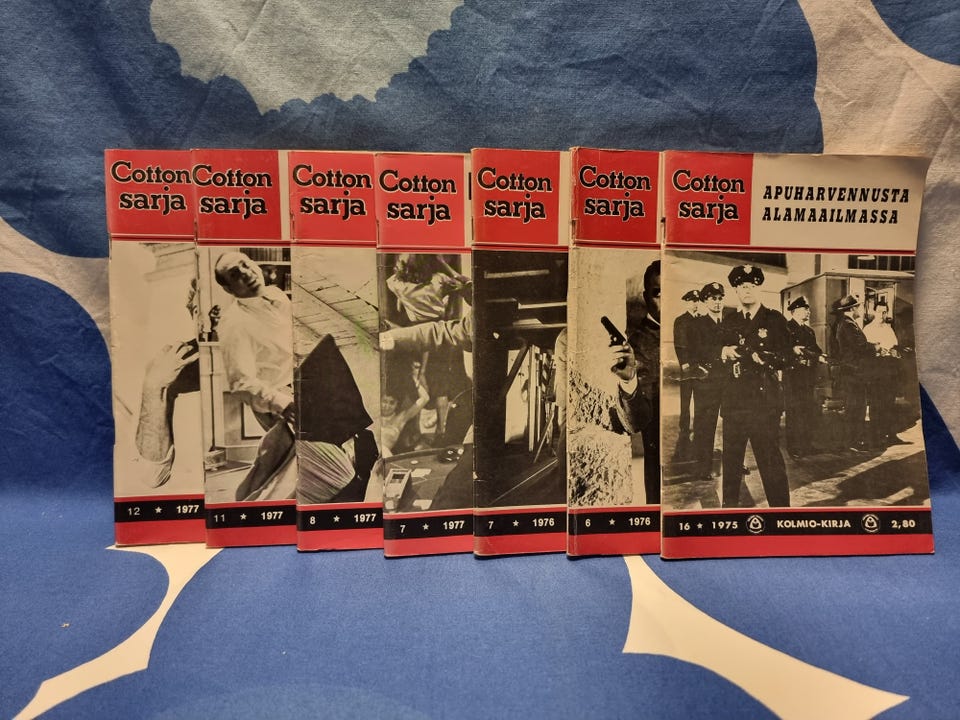 Cotton
sarja
12 ★ 1977
Cotton
sarja
11 ★ 1977
Cotton
sarja
8 ★ 1977
Cotton
sarja
7 ★ 1977
Cotton
sarja
7 ★ 1976
Cotton
sarja
6 ★ 1976
Cotton
sarja
APUHARVENNUSTA
ALAMAAILMASSA
16 ★ 1975 KOLMIO-KIRJA 2,80